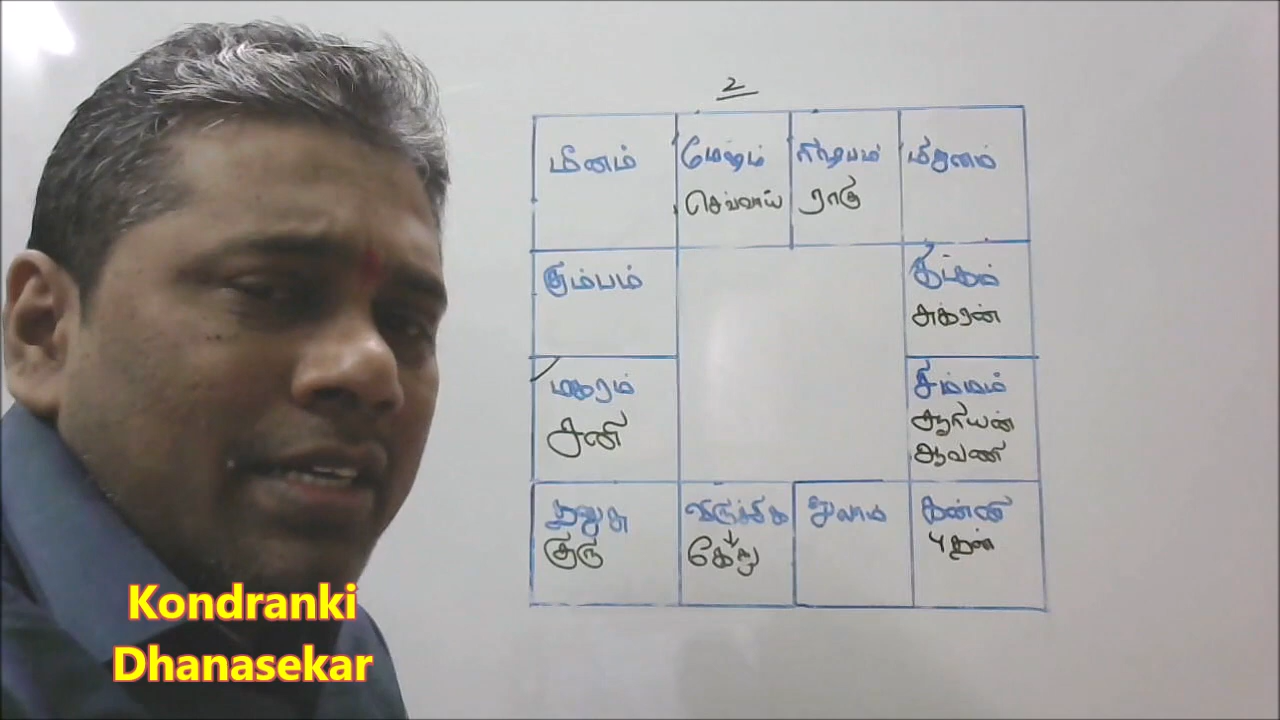 2
மீனம்
மேஷம்
செவ்வாய்
ரிஷபம்
ராகு
மிதுனம்
கும்பம்
கடகம்
சுக்ரன்
மகரம்
சனி
சிம்மம்
சூரியன்
ஆவணி
தனுசு
குரு
விருச்சிக
கேது
துலாம்
கன்னி
புதன்
Kondranki
Dhanasekar